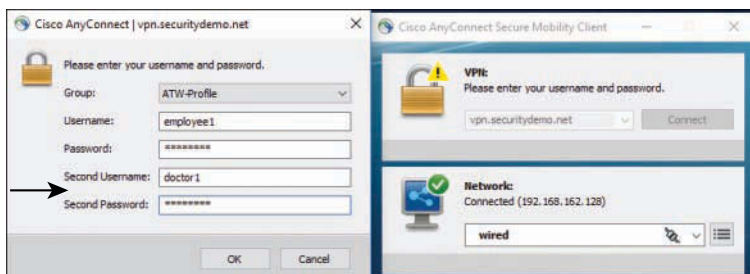 Cisco AnyConnect | vpn.securitydemo.net
Please enter your username and password.
Group: ATW-Profile
Username: employee1
Password: ********
Second Username: doctor1
Second Password: ********
OK Cancel
Cisco AnyConnect Secure Mobility Client
VPN:
Please enter your username and password.
vpn.securitydemo.net Connect
Network:
Connected (192.168.162.128)
wired